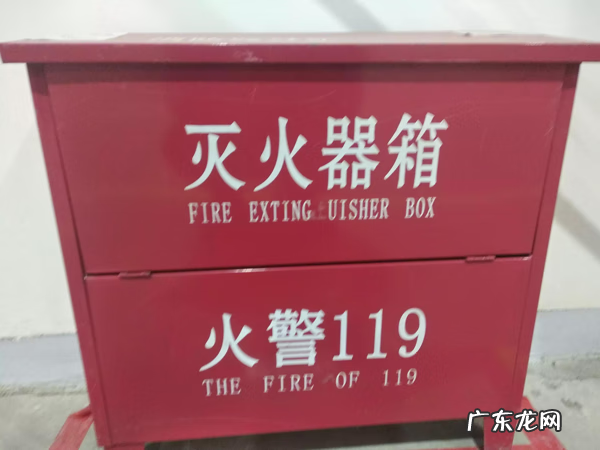 灭火器箱
FIRE EXTING UISHER BOX
火警119
THE FIRE OF 119
广东龙网